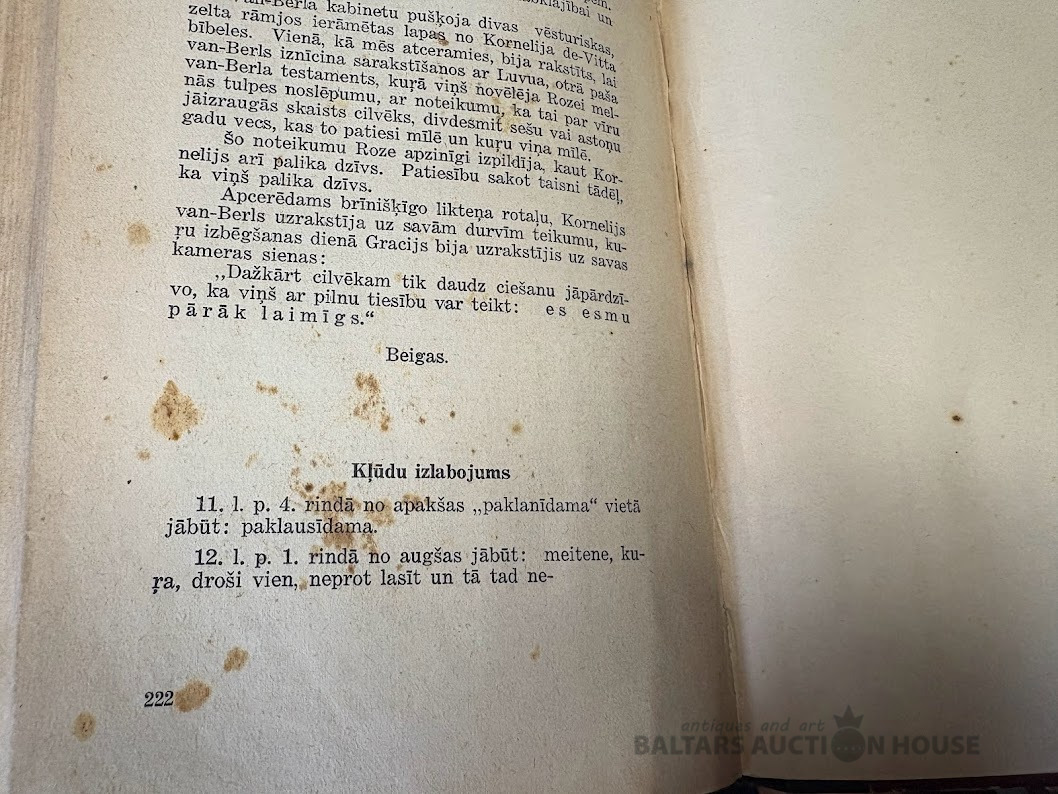 van-Berla kabinetu pušķoja divas vēsturiskas,
zelta rāmjos ierāmētas lapas no Kornelija de-Vitta
bībeles. Vienā, kā mēs atceramies, bija rakstīts, lai
van-Berls iznīcina sarakstīšanos ar Luvua, otrā paša
van-Berla testaments, kuŗā viņš novēlēja Rozei mel-
nās tulpes noslēpumu, ar noteikumu, ka tai par vīru
jāizraugās skaists cilvēks, divdesmit sešu vai astoņu
gadu vecs, kas to patiesi mīlē un kuŗu viņa mīlē.
Šo noteikumu Roze apzinīgi izpildīja, kaut Kor-
nelijs arī palika dzīvs. Patiesību sakot taisni tādēļ,
ka viņš palika dzīvs.
Apcerēdams brīnišķīgo likteņa rotaļu, Kornelijs
van-Berls uzrakstīja uz savām durvīm teikumu, ku-
ŗu izbēgšanas dienā Gracijs bija uzrakstījis uz savas
kameras sienas:
„Dažkārt cilvēkam tik daudz ciešanu jāpārdzī-
vo, ka viņš ar pilnu tiesību var teikt: es esmu
pārāk laimīgs.“
Beigas.
Kļūdu izlabojums
11. l. p. 4. rindā no apakšas „paklanīdama“ vietā
jābūt: paklausīdama.
12. l. p. 1. rindā no augšas jābūt: meitene, ku-
ŗa, droši vien, neprot lasīt un tā tad ne-
222
antiques and art
BALTARS AUCTION HOUSE